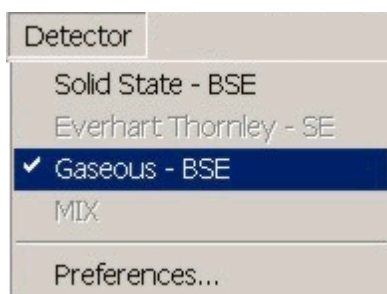 Detector
Solid State - BSE
Everhart Thornley - SE
Gaseous - BSE
MIX
Preferences...